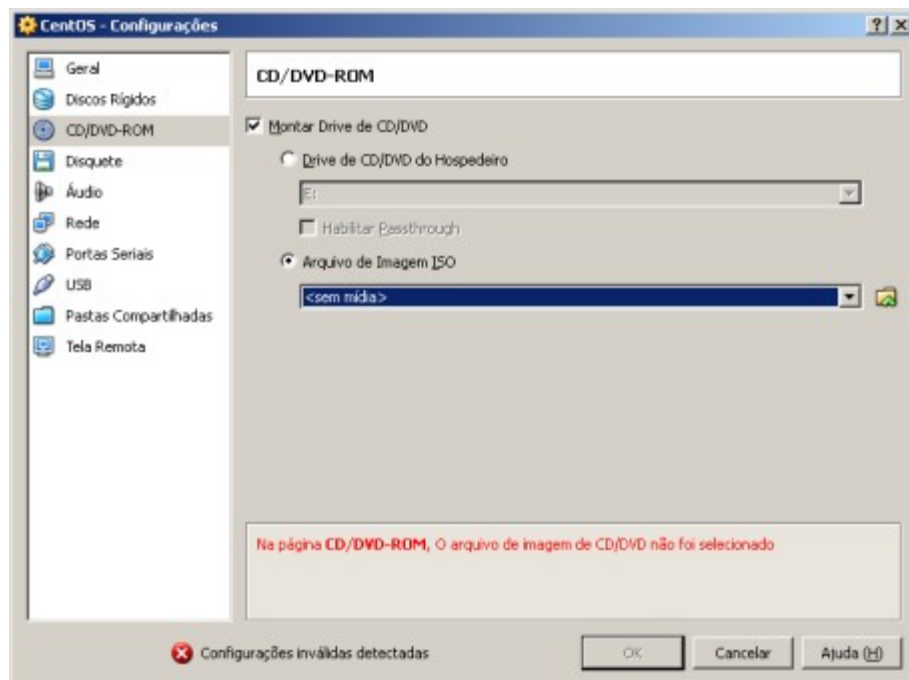 CentOS - Configurações
Geral
Discos Rígidos
CD/DVD-ROM
Disquete
Áudio
Rede
Portas Seriais
USB
Pastas Compartilhadas
Tela Remota
CD/DVD-ROM
Montar Drive de CD/DVD
Drive de CD/DVD do Hospedeiro
E:
Habilitar Passthrough
Arquivo de Imagem ISO
<sem mídia>
Na página CD/DVD-ROM, O arquivo de imagem de CD/DVD não foi selecionado
Configurações inválidas detectadas
OK
Cancelar
Ajuda (H)